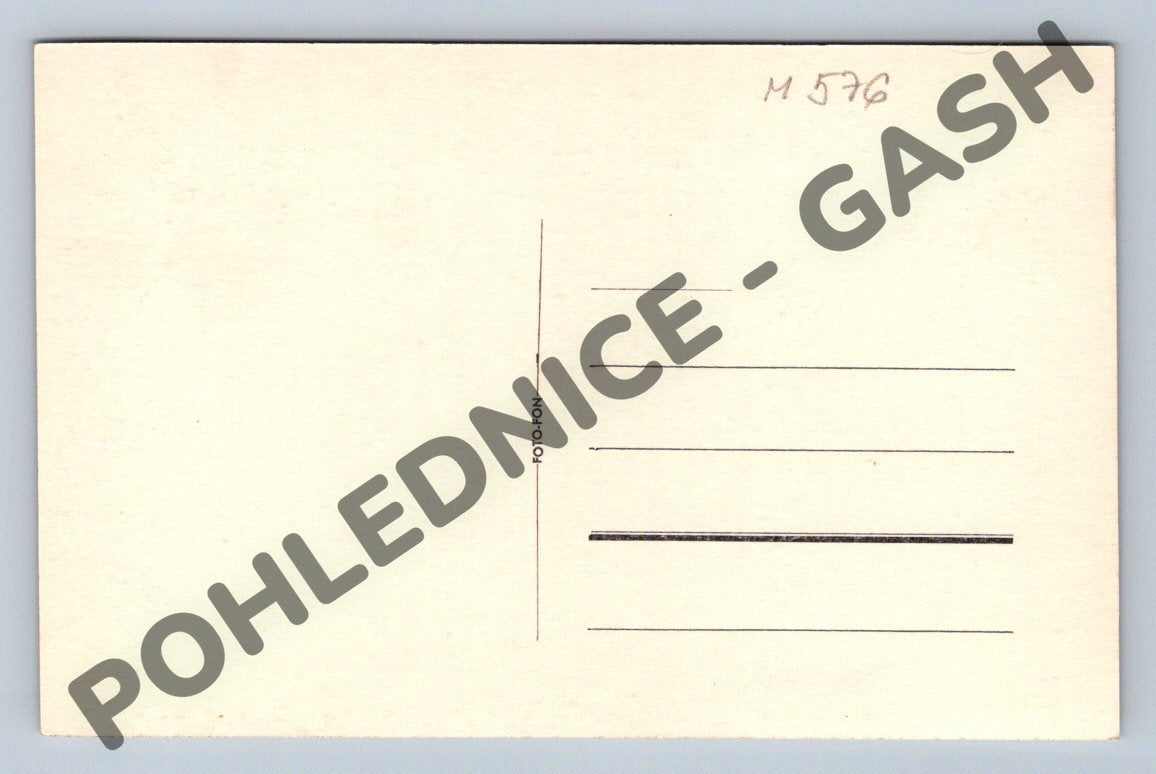 M 576
POHLEDNICE - GASH
FOTO-FON